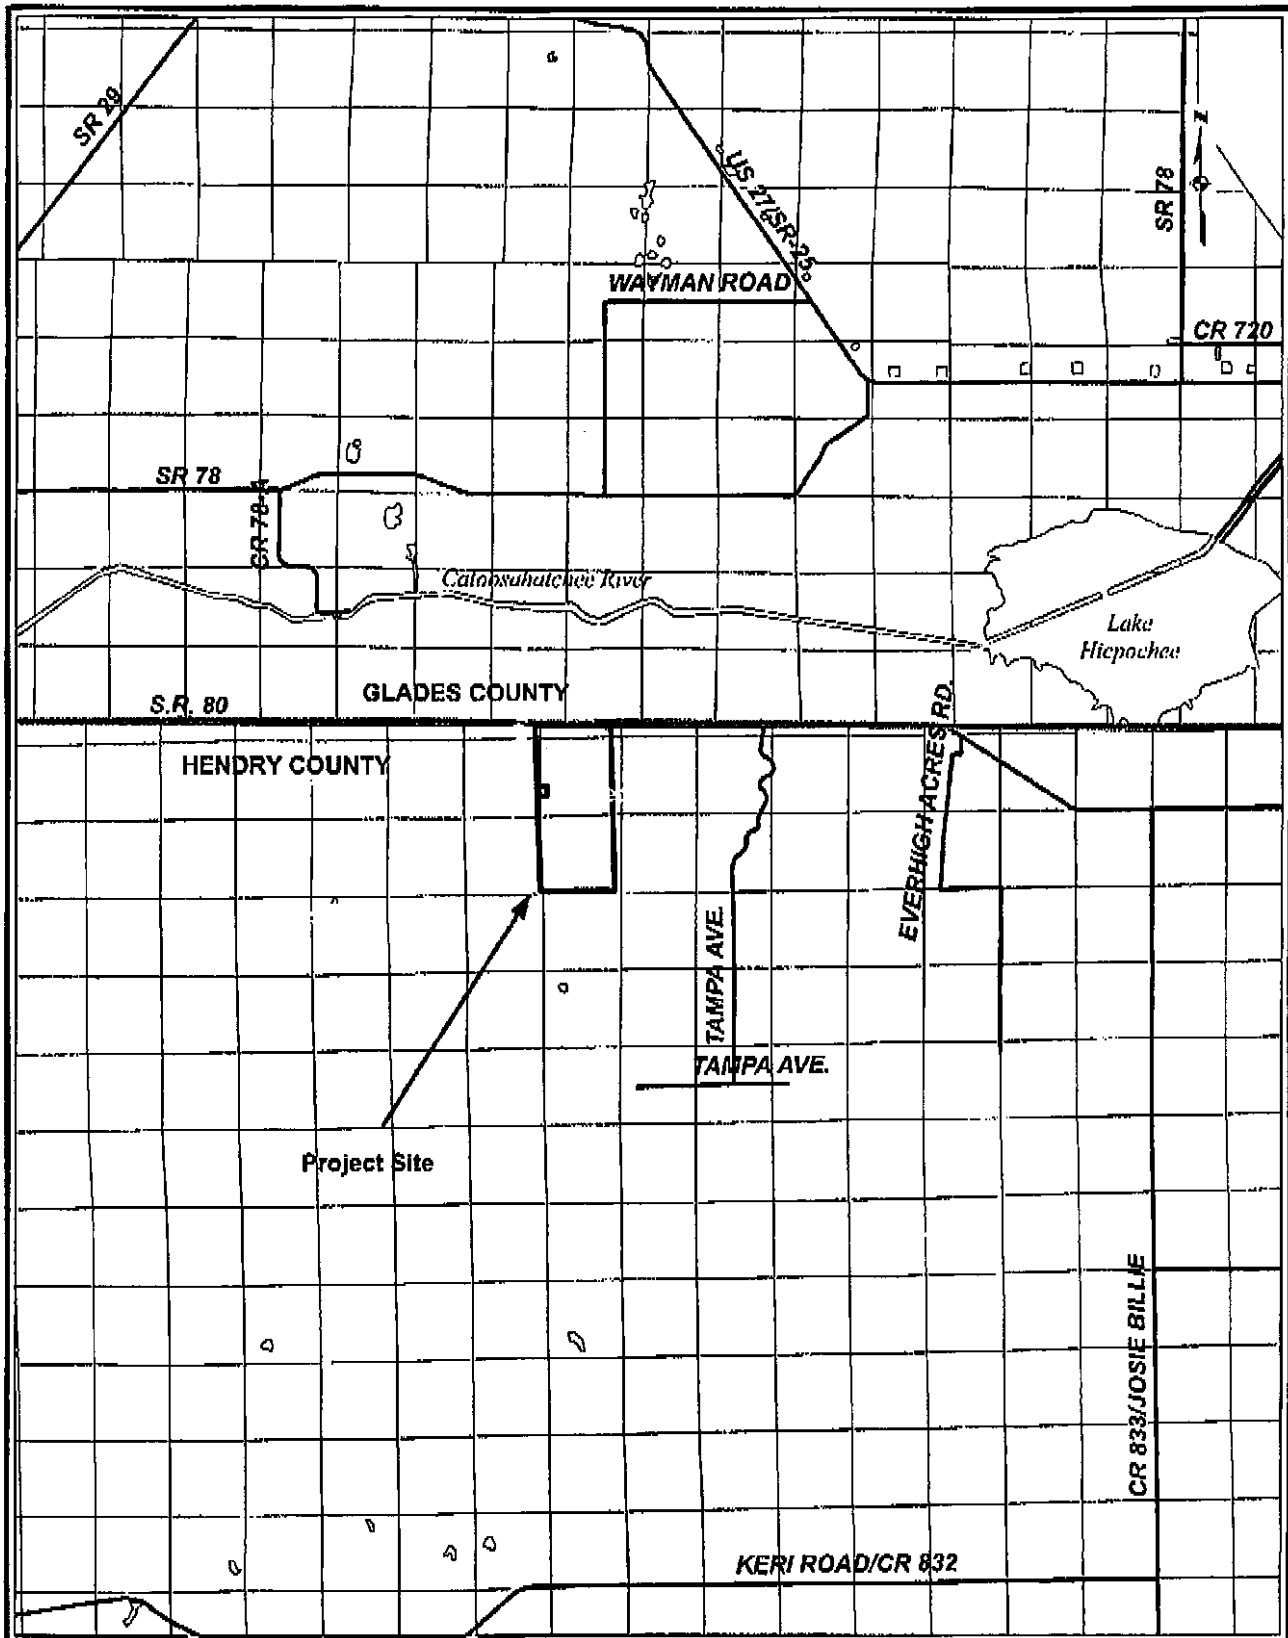 SR 29
US 27/SR-25
SR 78
N
WAYMAN ROAD
CR 720
SR 78
CR 78-A
Caloosahatchee River
Lake
Hicpochee
GLADES COUNTY
S.R. 80
HENDRY COUNTY
EVERHIGH ACRES RD.
TAMPA AVE.
TAMPA AVE.
Project Site
CR 833/JOSIE BILLIE
KERI ROAD/CR 832